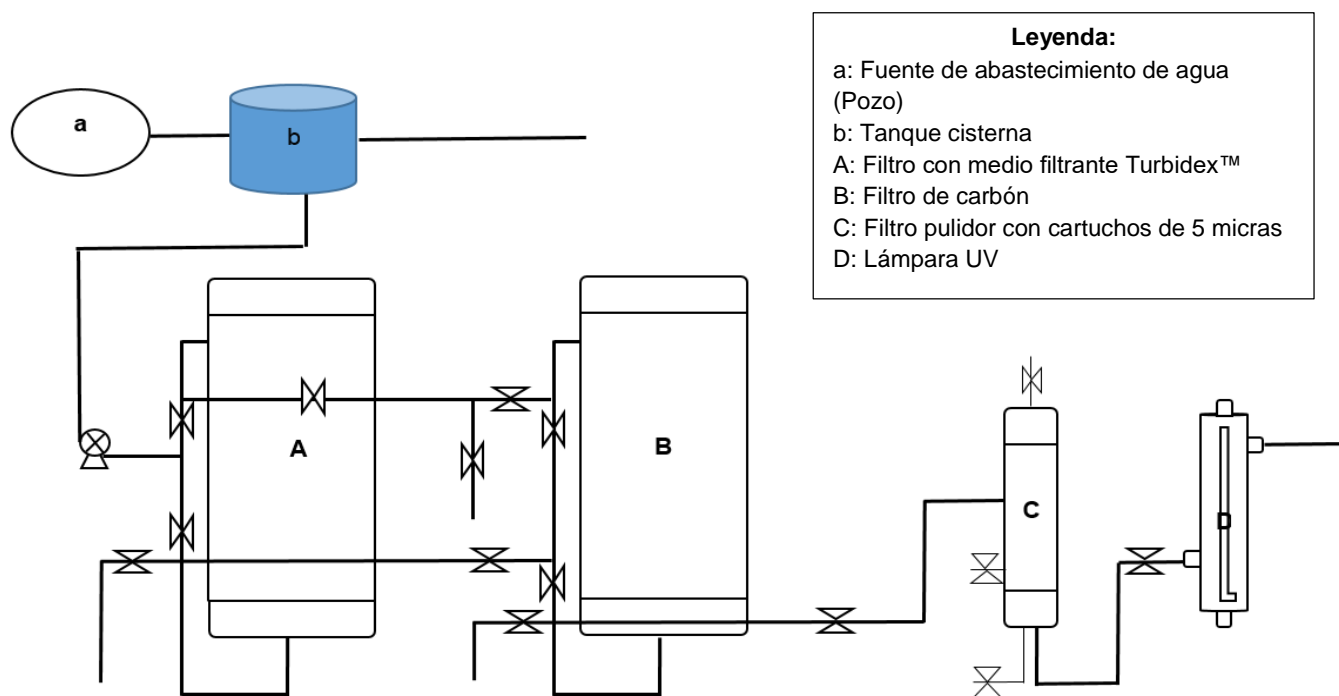 Leyenda:
a: Fuente de abastecimiento de agua
(Pozo)
b: Tanque cisterna
A: Filtro con medio filtrante Turbidex™
B: Filtro de carbón
C: Filtro pulidor con cartuchos de 5 micras
D: Lámpara UV
a
b
A
B
C
D